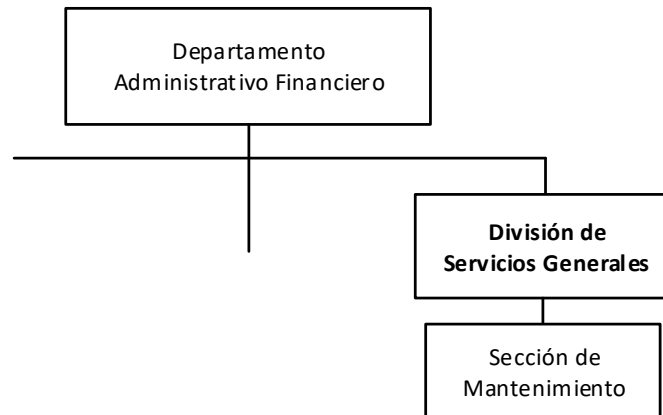 Departamento
Administrativo Financiero
División de
Servicios Generales
Sección de
Mantenimiento